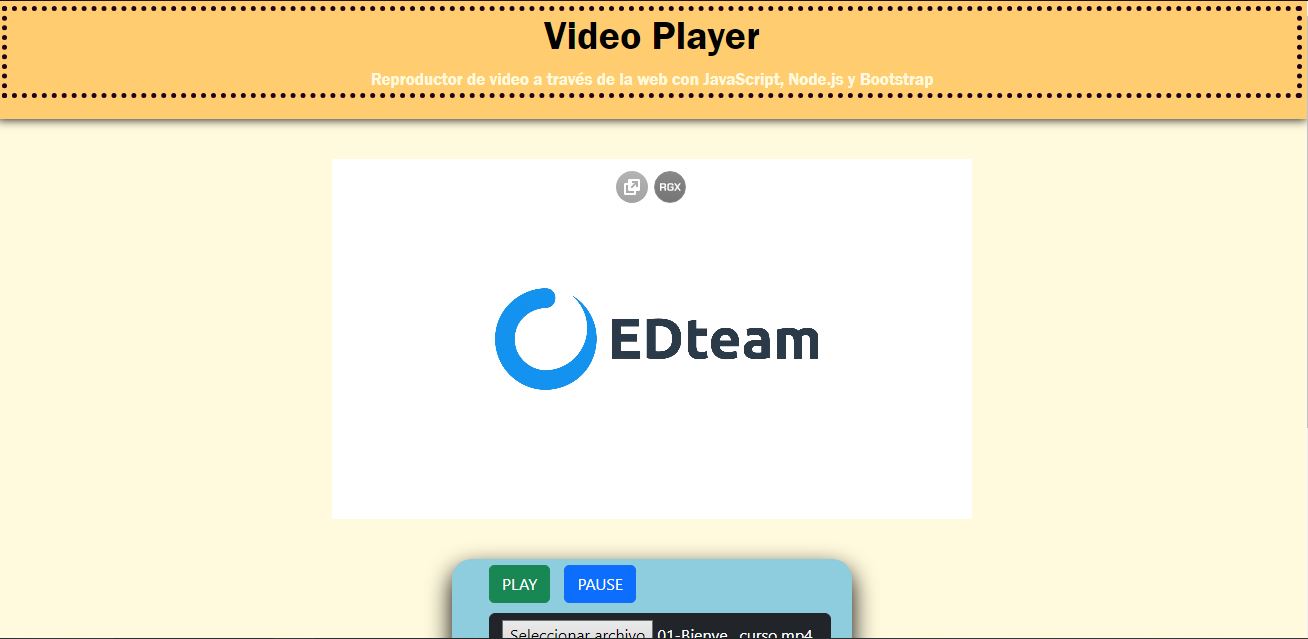 Video Player
Reproductor de video a través de la web con JavaScript, Node.js y Bootstrap
RGX
EDteam
PLAY PAUSE
Seleccionar archivo 01-Bienve...curso.mp4